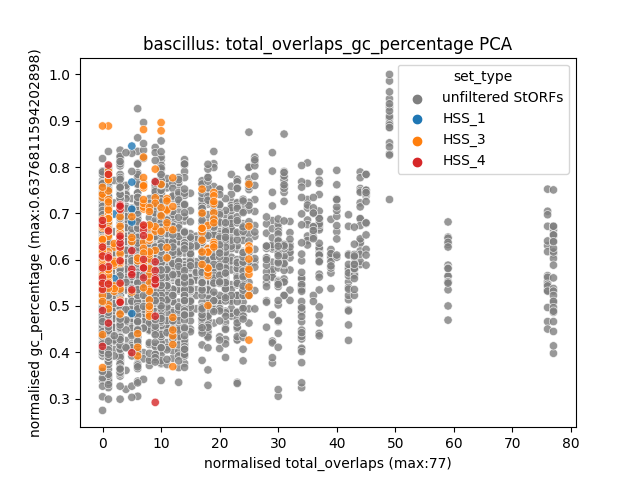 bascillus: total_overlaps_gc_percentage PCA
normalised gc_percentage (max:0.6376811594202898)
1.0
0.9
0.8
0.7
0.6
0.5
0.4
0.3
set_type
unfiltered StORFs
HSS_1
HSS_3
HSS_4
0 10 20 30 40 50 60 70 80
normalised total_overlaps (max:77)